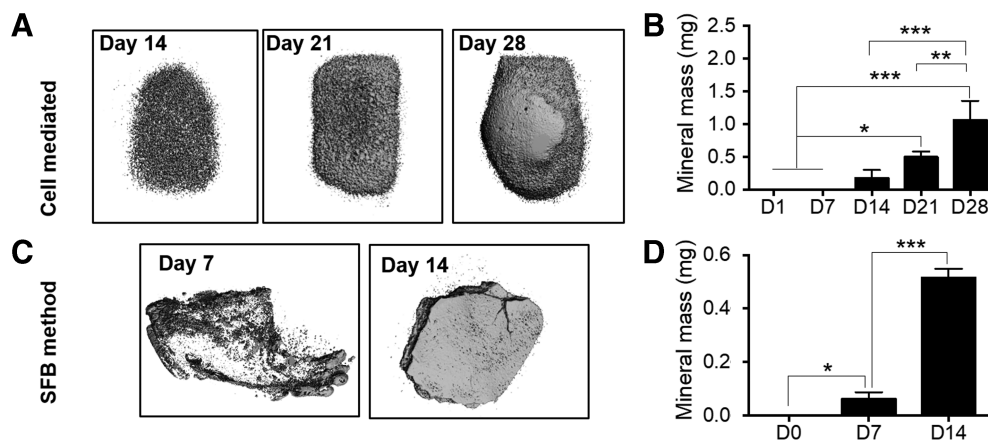 A
Cell mediated
Day 14
Day 21
Day 28
B
Mineral mass (mg)
2.5
2.0
1.5
1.0
0.5
0.0
***
**
***
*
D1 D7 D14 D21 D28
C
SFB method
Day 7
Day 14
D
Mineral mass (mg)
0.6
0.4
0.2
0.0
***
*
D0 D7 D14